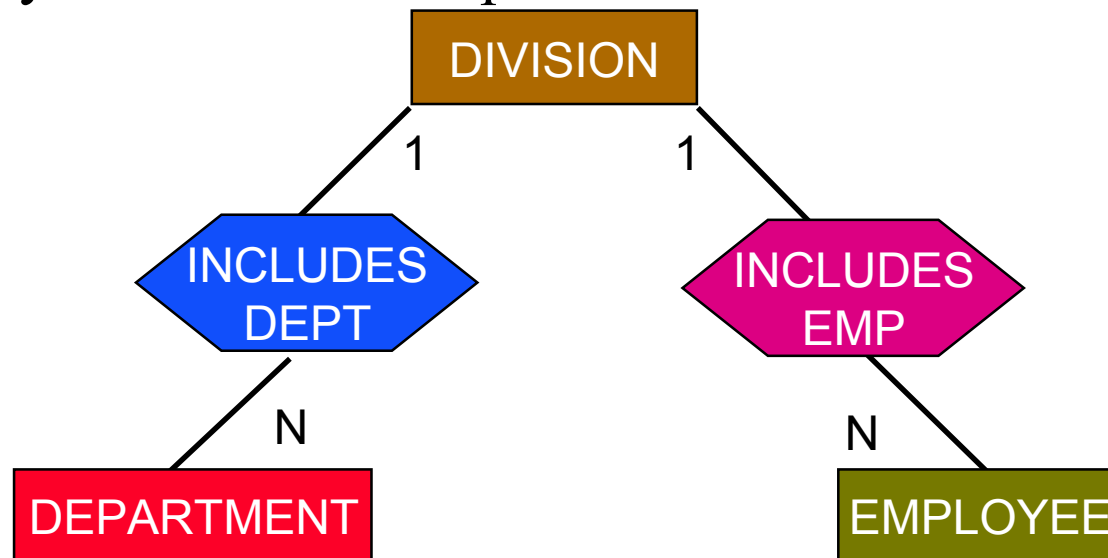 DIVISION
1
1
INCLUDES
DEPT
INCLUDES
EMP
N
N
DEPARTMENT
EMPLOYEE